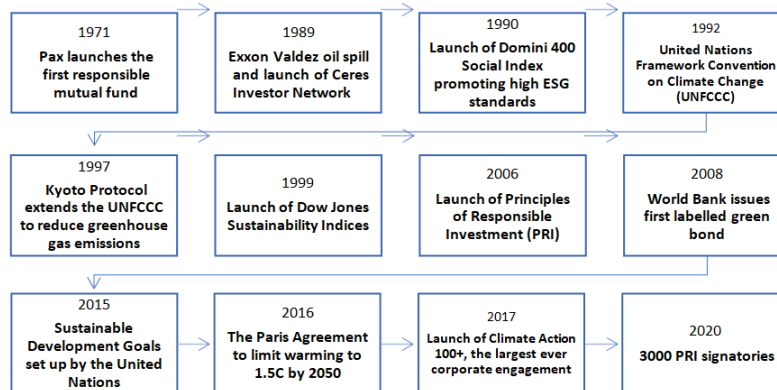 1971
Pax launches the
first responsible
mutual fund
1989
Exxon Valdez oil spill
and launch of Ceres
Investor Network
1990
Launch of Domini 400
Social Index
promoting high ESG
standards
1992
United Nations
Framework Convention
on Climate Change
(UNFCCC)
1997
Kyoto Protocol
extends the UNFCCC
to reduce greenhouse
gas emissions
1999
Launch of Dow Jones
Sustainability Indices
2006
Launch of Principles
of Responsible
Investment (PRI)
2008
World Bank issues
first labelled green
bond
2015
Sustainable
Development Goals
set up by the United
Nations
2016
The Paris Agreement
to limit warming to
1.5C by 2050
2017
Launch of Climate Action
100+, the largest ever
corporate engagement
2020
3000 PRI signatories